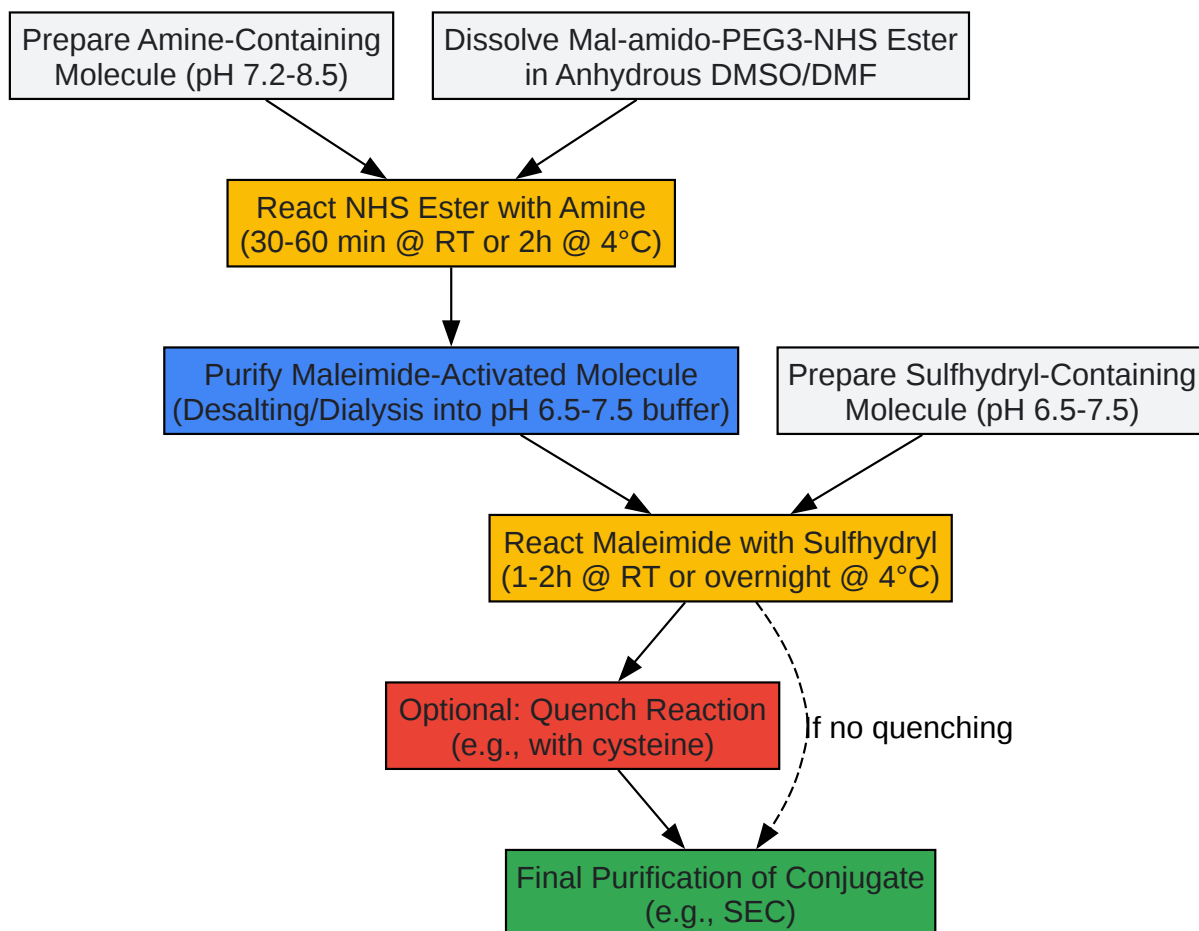 Prepare Amine-Containing
Molecule (pH 7.2-8.5)
Dissolve Mal-amido-PEG3-NHS Ester
in Anhydrous DMSO/DMF
React NHS Ester with Amine
(30-60 min @ RT or 2h @ 4°C)
Purify Maleimide-Activated Molecule
(Desalting/Dialysis into pH 6.5-7.5 buffer)
Prepare Sulfhydryl-Containing
Molecule (pH 6.5-7.5)
React Maleimide with Sulfhydryl
(1-2h @ RT or overnight @ 4°C)
Optional: Quench Reaction
(e.g., with cysteine)
If no quenching
Final Purification of Conjugate
(e.g., SEC)